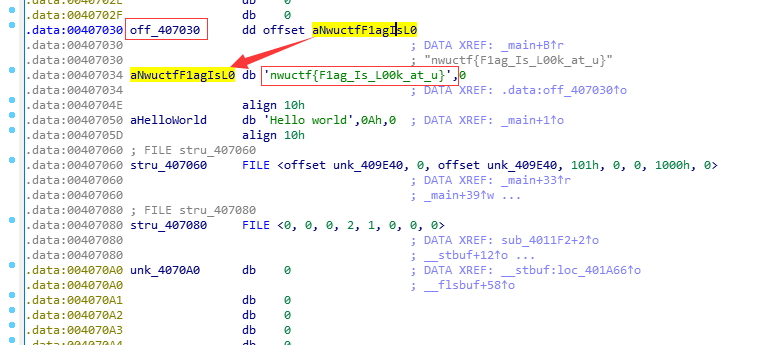 .data:0040702E db 0
.data:0040702F db 0
.data:00407030 off_407030 dd offset aNwuctfF1agIsL0
.data:00407030 ; DATA XREF: _main+B↑r
.data:00407030 ; "nwuctf{F1ag_Is_L00k_at_u}"
.data:00407034 aNwuctfF1agIsL0 db 'nwuctf{F1ag_Is_L00k_at_u}',0
.data:00407034 ; DATA XREF: .data:off_407030↑o
.data:0040704E align 10h
.data:00407050 aHelloWorld db 'Hello world',0Ah,0 ; DATA XREF: _main+1↑o
.data:0040705D align 10h
.data:00407060 ; FILE stru_407060
.data:00407060 stru_407060 FILE <offset unk_409E40, 0, offset unk_409E40, 101h, 0, 0, 1000h, 0>
.data:00407060 ; DATA XREF: _main+33↑r
.data:00407060 ; _main+39↑w ...
.data:00407080 ; FILE stru_407080
.data:00407080 stru_407080 FILE <0, 0, 0, 2, 1, 0, 0, 0>
.data:00407080 ; DATA XREF: sub_4011F2+2↑o
.data:00407080 ; __stbuf+12↑o ...
.data:004070A0 unk_4070A0 db 0 ; DATA XREF: __stbuf:loc_401A66↑o
.data:004070A0 ; __flsbuf+58↑o
.data:004070A1 db 0
.data:004070A2 db 0
.data:004070A3 db 0
.data:004070A4 db 0